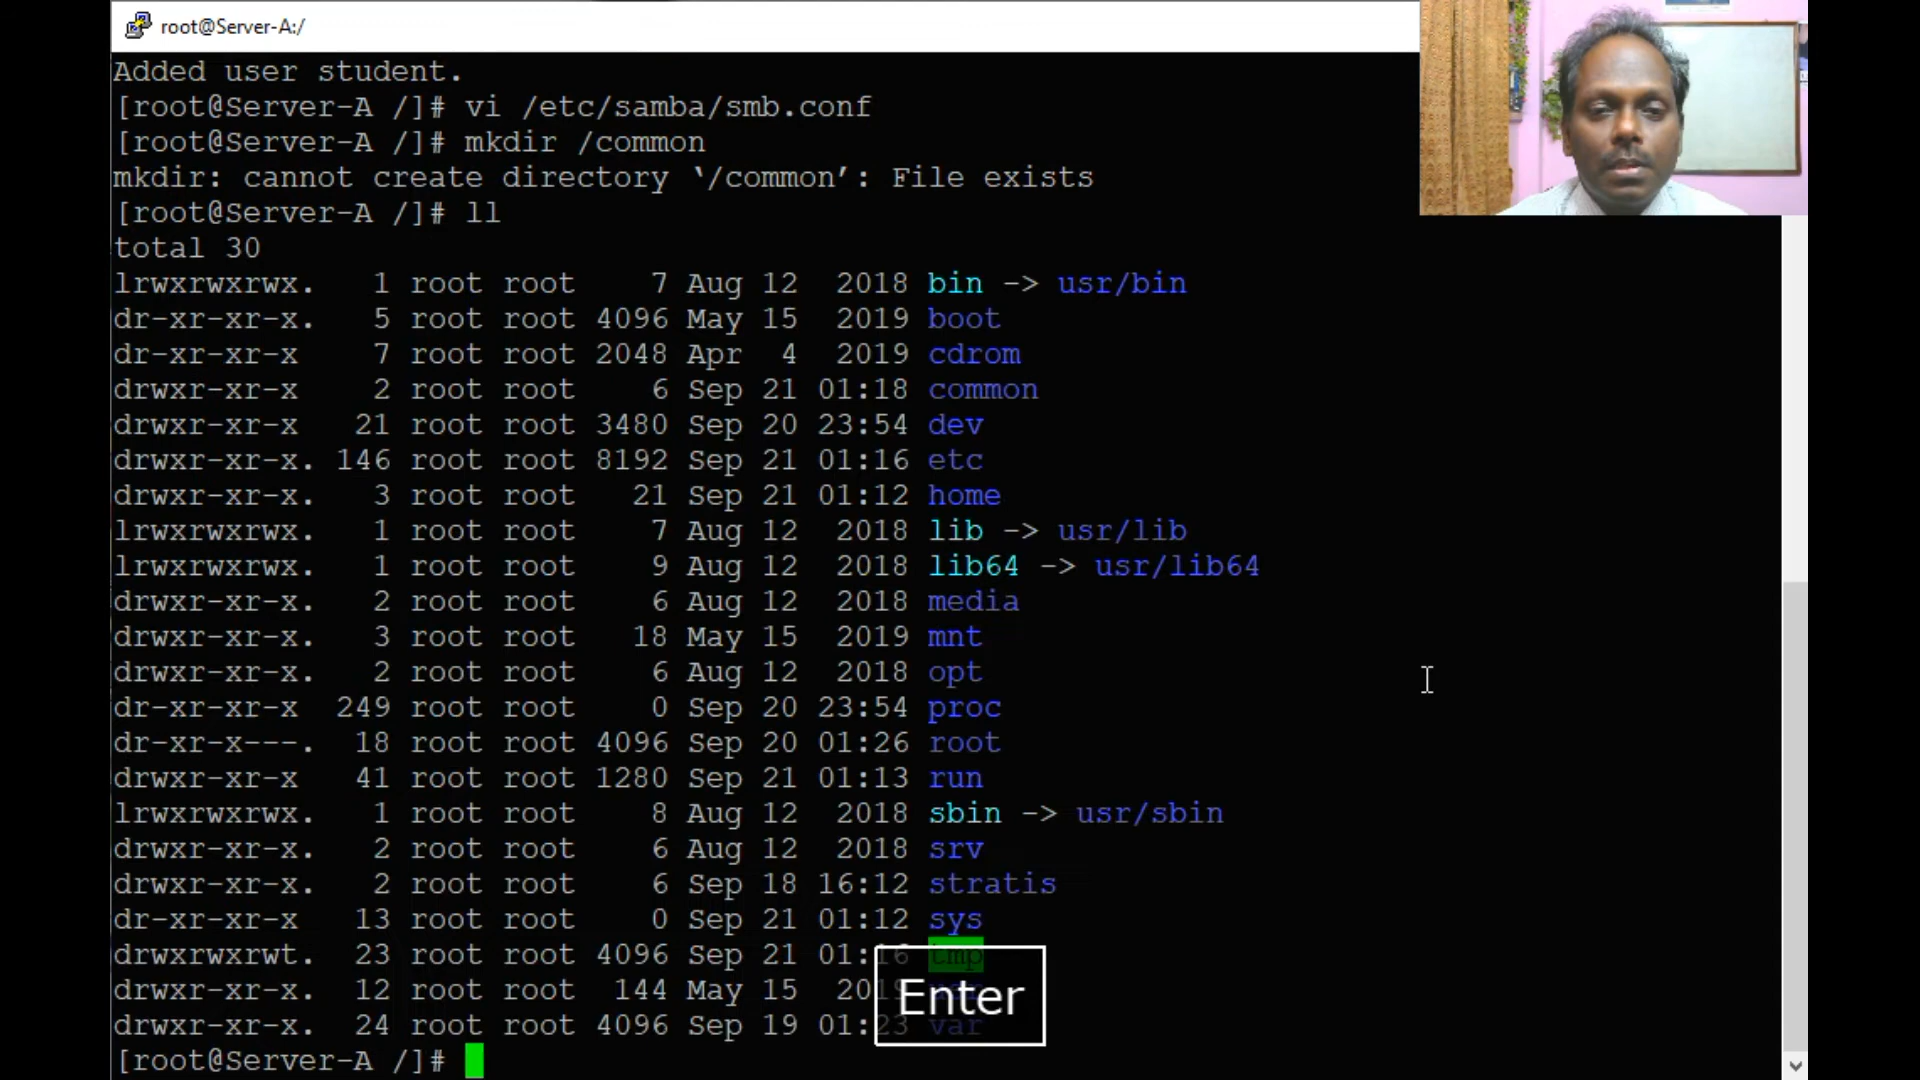 root@Server-A:/
Added user student.
[root@Server-A /]# vi /etc/samba/smb.conf
[root@Server-A /]# mkdir /common
mkdir: cannot create directory ‘/common’: File exists
[root@Server-A /]# ll
total 30
lrwxrwxrwx.   1 root root    7 Aug 12  2018 bin -> usr/bin
dr-xr-xr-x.   5 root root 4096 May 15  2019 boot
dr-xr-xr-x    7 root root 2048 Apr  4  2019 cdrom
drwxr-xr-x    2 root root    6 Sep 21 01:18 common
drwxr-xr-x   21 root root 3480 Sep 20 23:54 dev
drwxr-xr-x. 146 root root 8192 Sep 21 01:16 etc
drwxr-xr-x.   3 root root   21 Sep 21 01:12 home
lrwxrwxrwx.   1 root root    7 Aug 12  2018 lib -> usr/lib
lrwxrwxrwx.   1 root root    9 Aug 12  2018 lib64 -> usr/lib64
drwxr-xr-x.   2 root root    6 Aug 12  2018 media
drwxr-xr-x.   3 root root   18 May 15  2019 mnt
drwxr-xr-x.   2 root root    6 Aug 12  2018 opt
dr-xr-xr-x  249 root root    0 Sep 20 23:54 proc
dr-xr-x---.  18 root root 4096 Sep 20 01:26 root
drwxr-xr-x   41 root root 1280 Sep 21 01:13 run
lrwxrwxrwx.   1 root root    8 Aug 12  2018 sbin -> usr/sbin
drwxr-xr-x.   2 root root    6 Aug 12  2018 srv
drwxr-xr-x.   2 root root    6 Sep 18 16:12 stratis
dr-xr-xr-x   13 root root    0 Sep 21 01:12 sys
drwxrwxrwt.  23 root root 4096 Sep 21 01:16 tmp
drwxr-xr-x.  12 root root  144 May 15  2019
Enter
drwxr-xr-x.  24 root root 4096 Sep 19 01:23 var
[root@Server-A /]#